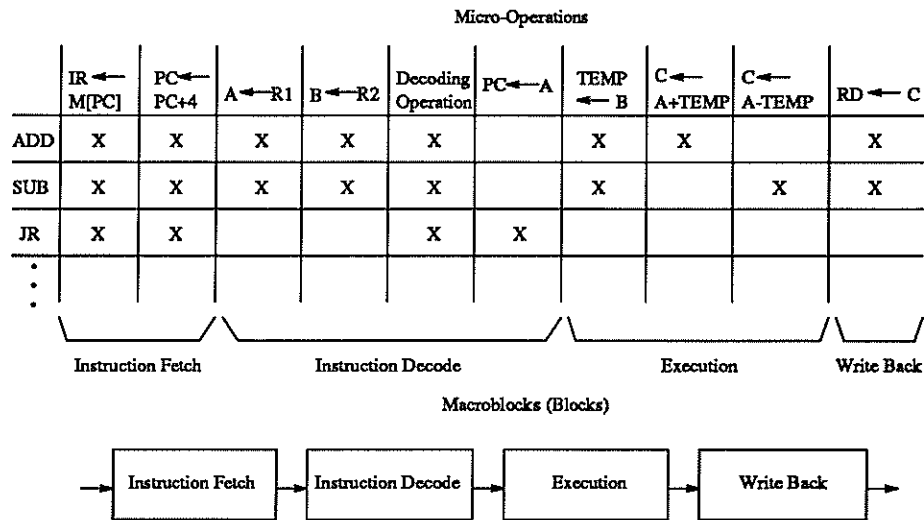 Micro-Operations
IR ← M[PC]
PC ← PC+4
A ← R1
B ← R2
Decoding Operation
PC ← A
TEMP ← B
C ← A+TEMP
C ← A-TEMP
RD ← C
ADD X X X X X X X X
SUB X X X X X X X X
JR X X X X
Instruction Fetch
Instruction Decode
Execution
Write Back
Macroblocks (Blocks)
Instruction Fetch
Instruction Decode
Execution
Write Back